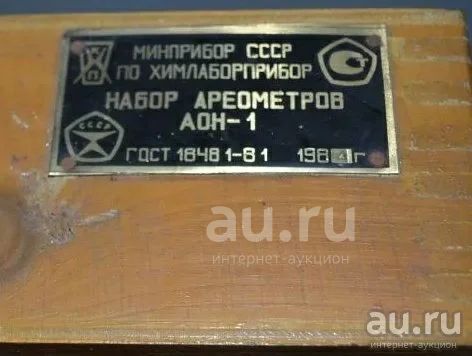 МИНПРИБОР СССР
ПО ХИМЛАБОРПРИБОР
НАБОР АРЕОМЕТРОВ
АОН-1
СССР
ГОСТ 18481-81 1984г
au.ru
интернет-аукцион
au.ru
интернет-аукцион